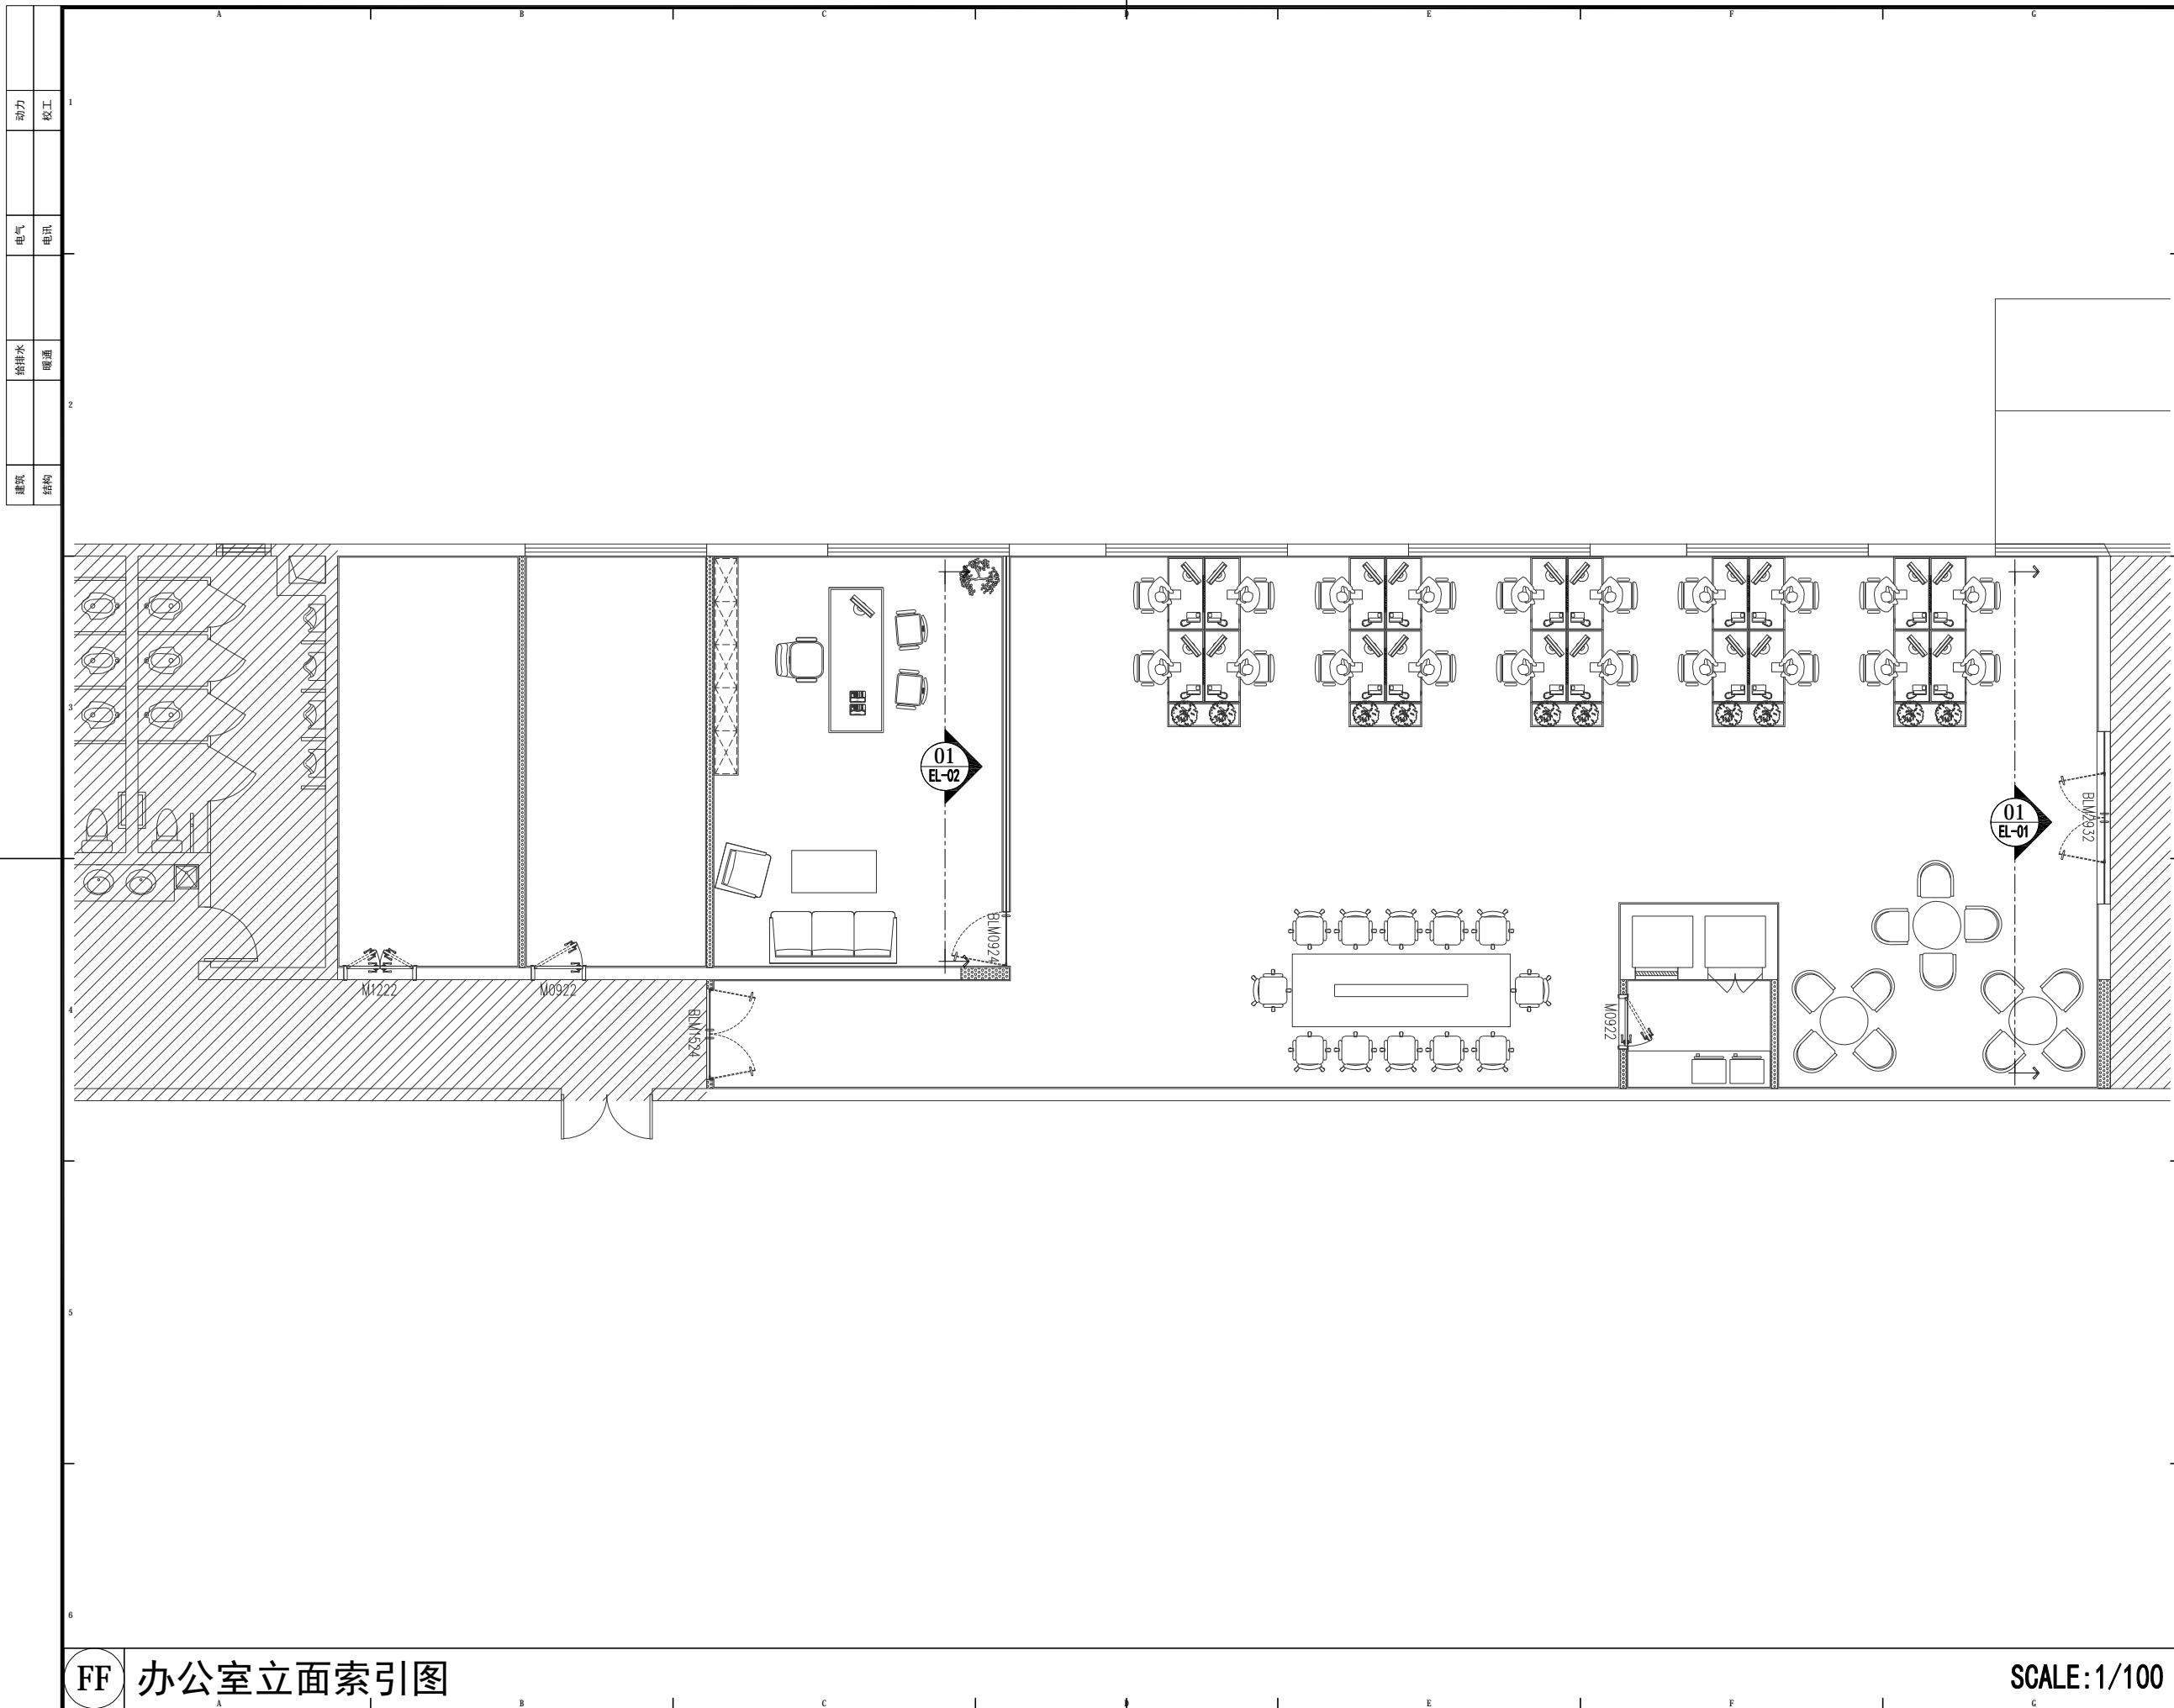 A B C D E F G
动力 校工
电气 电讯
给排水 暖通
建筑 结构
1
2
3
4
5
6
01
EL-02
01
EL-01
BLM2932
BLM0924
M1222
M0922
BLM1524
M0922
FF 办公室立面索引图 SCALE:1/100
A B C D E F G